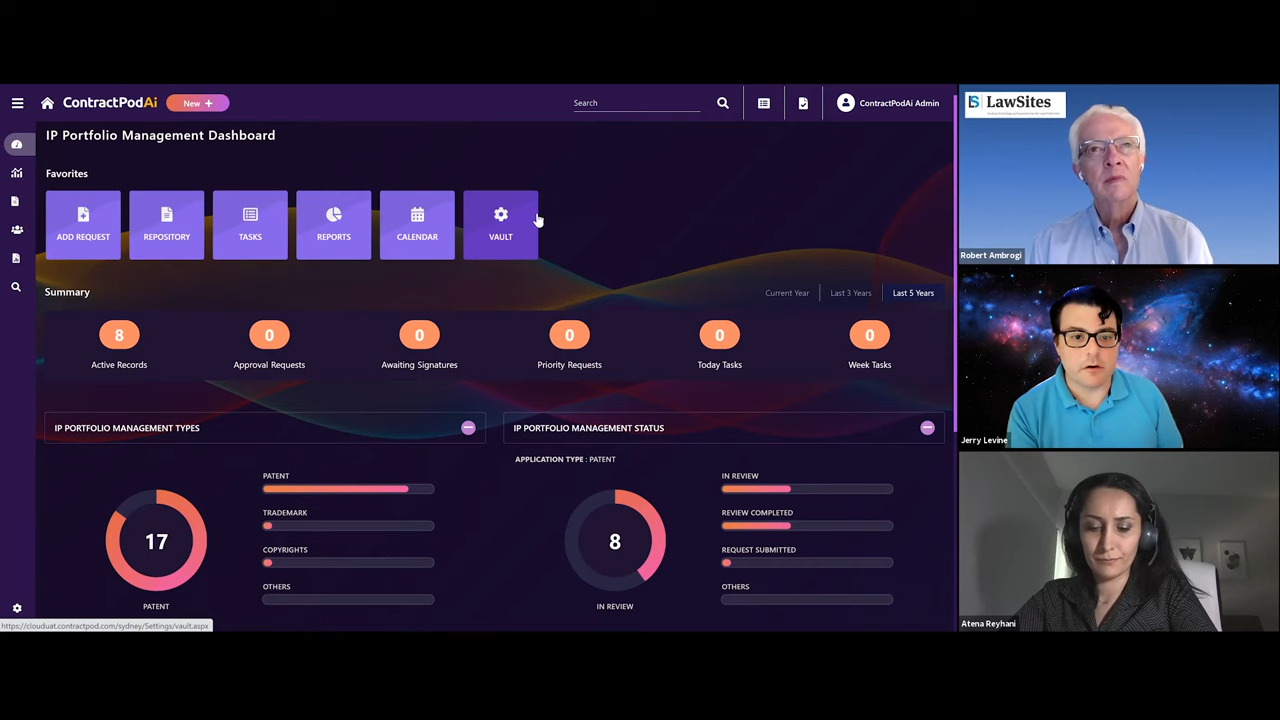 ContractPodAi
New +
Search
ContractPodAi Admin
IP Portfolio Management Dashboard
Favorites
ADD REQUEST
REPOSITORY
TASKS
REPORTS
CALENDAR
VAULT
Summary
Current Year
Last 3 Years
Last 5 Years
8
0
0
0
0
0
Active Records
Approval Requests
Awaiting Signatures
Priority Requests
Today Tasks
Week Tasks
IP PORTFOLIO MANAGEMENT TYPES
17
PATENT
PATENT
TRADEMARK
COPYRIGHTS
OTHERS
IP PORTFOLIO MANAGEMENT STATUS
APPLICATION TYPE : PATENT
8
IN REVIEW
IN REVIEW
REVIEW COMPLETED
REQUEST SUBMITTED
OTHERS
https://clouduat.contractpod.com/sydney/Settings/vault.aspx
LS LawSites
Robert Ambrogi
Jerry Levine
Atena Reyhani